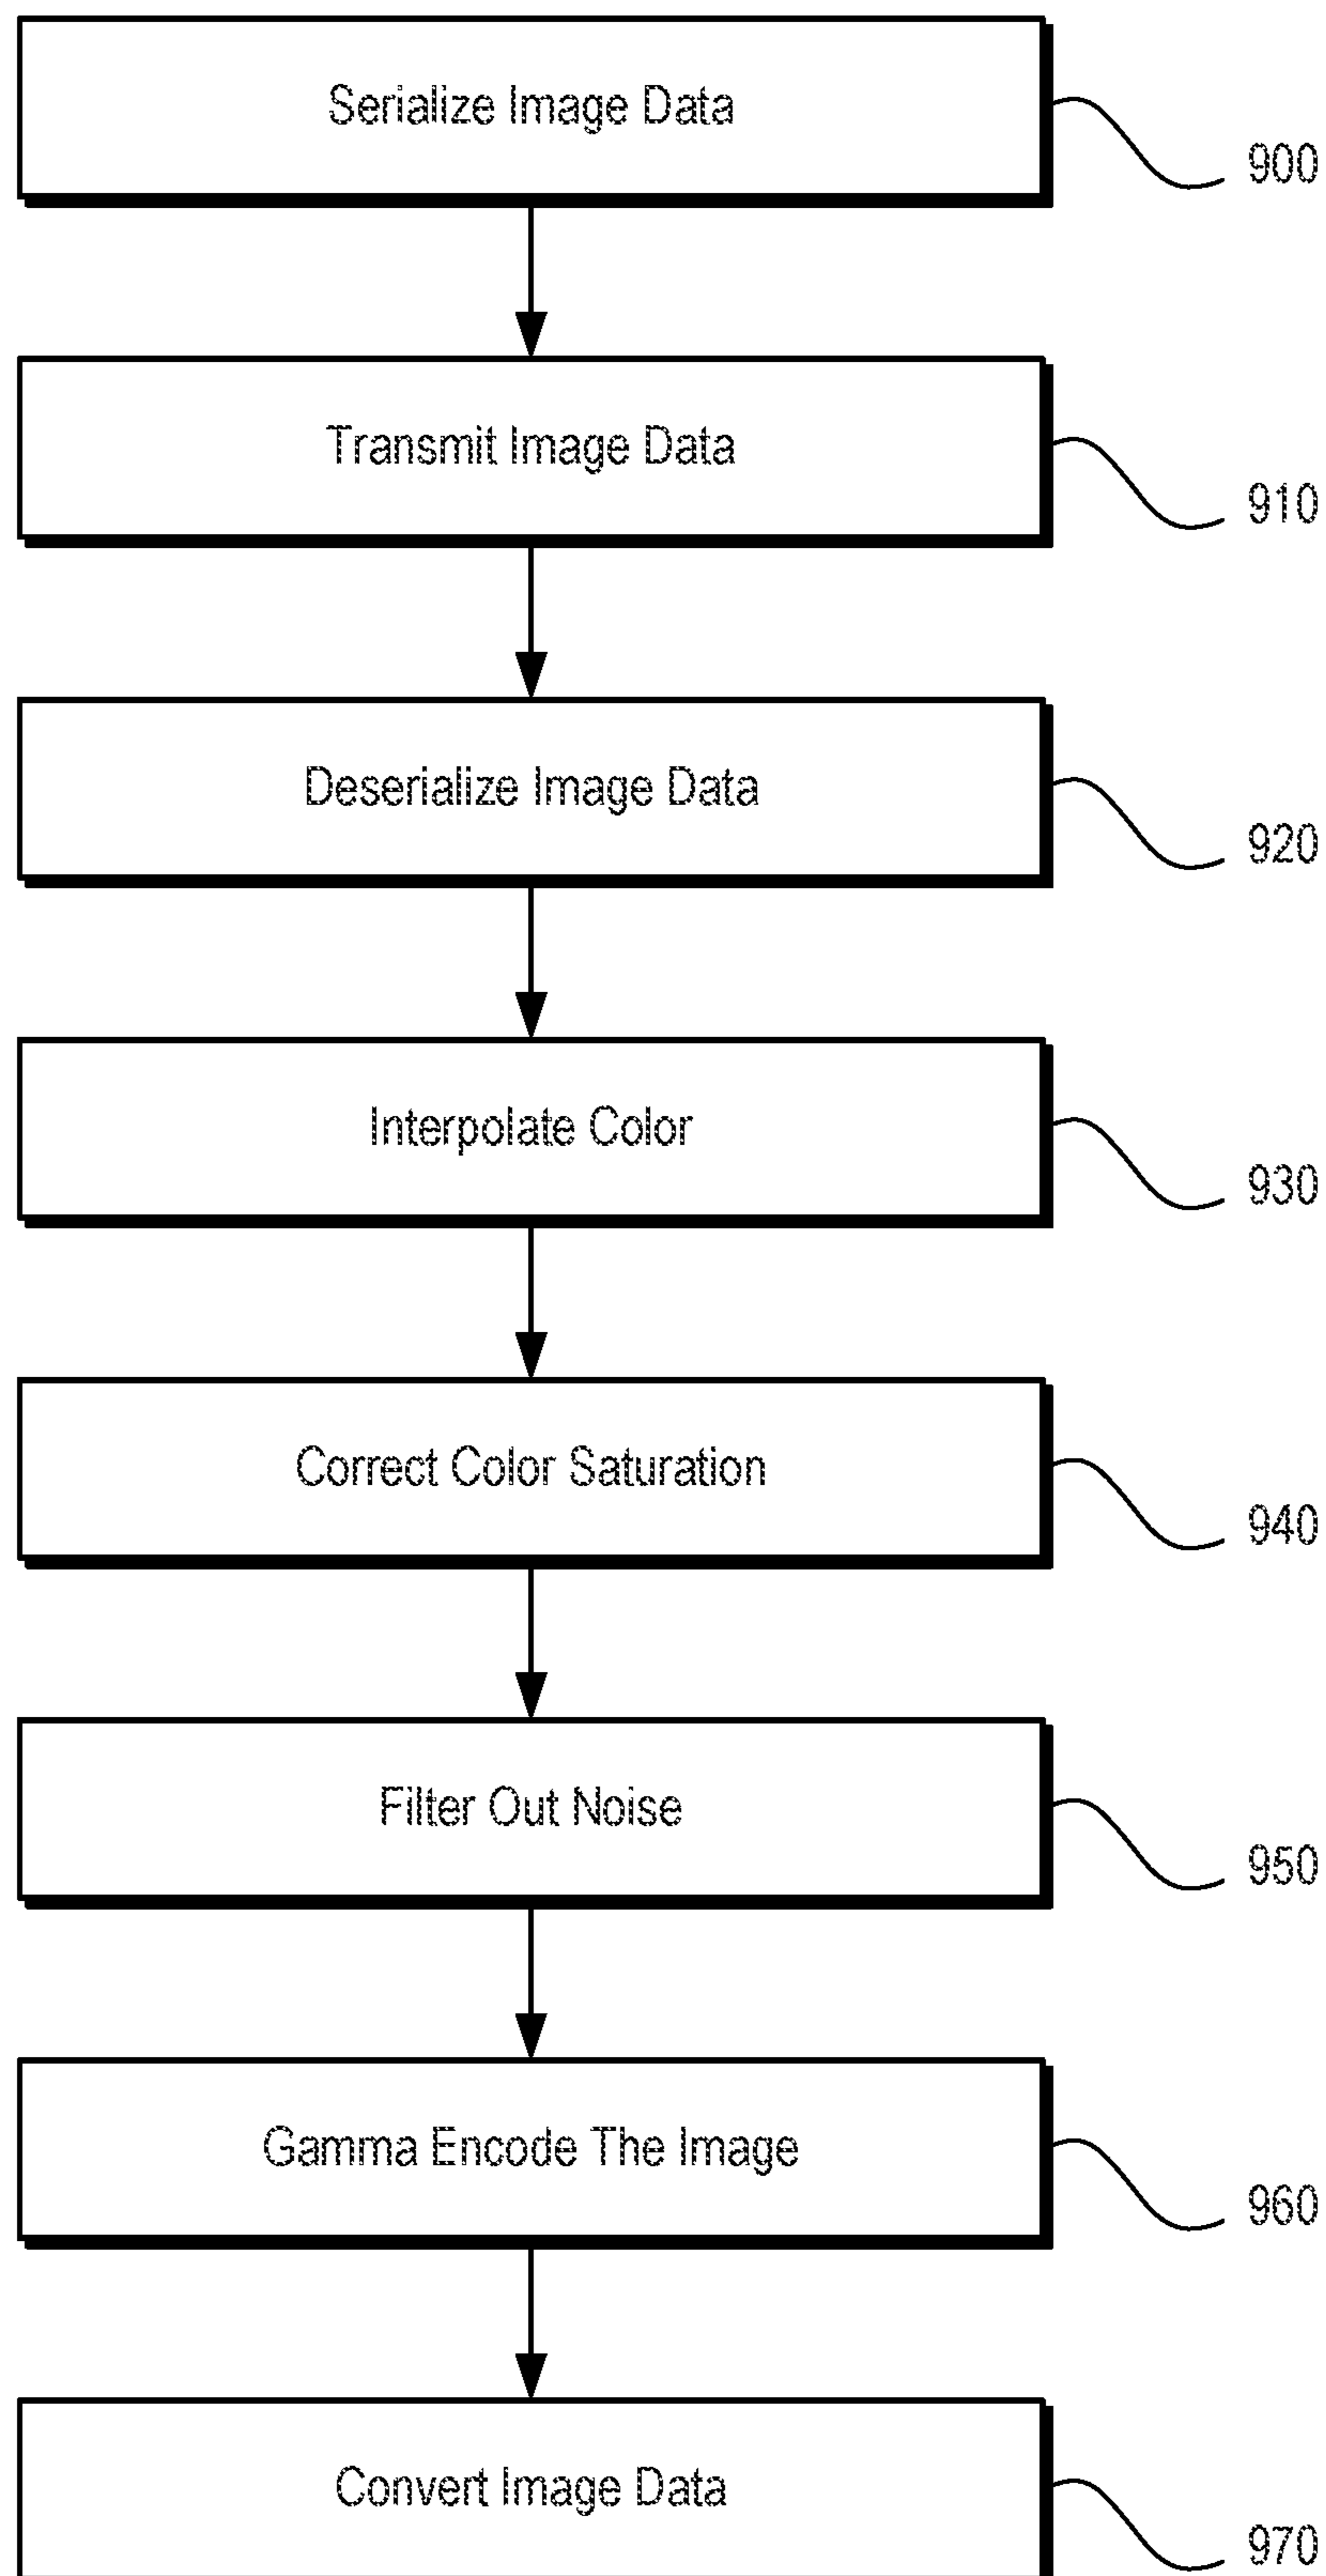 Serialize Image Data
900
Transmit Image Data
910
Deserialize Image Data
920
Interpolate Color
930
Correct Color Saturation
940
Filter Out Noise
950
Gamma Encode The Image
960
Convert Image Data
970